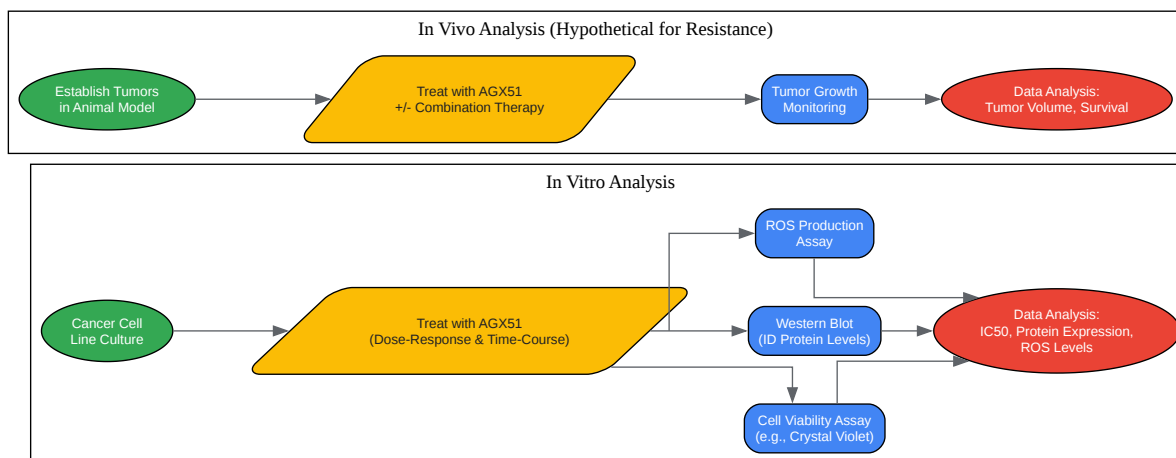 In Vivo Analysis (Hypothetical for Resistance)
Establish Tumors
in Animal Model
Treat with AGX51
+/- Combination Therapy
Tumor Growth
Monitoring
Data Analysis:
Tumor Volume, Survival
In Vitro Analysis
Cancer Cell
Line Culture
Treat with AGX51
(Dose-Response & Time-Course)
ROS Production
Assay
Western Blot
(ID Protein Levels)
Cell Viability Assay
(e.g., Crystal Violet)
Data Analysis:
IC50, Protein Expression,
ROS Levels